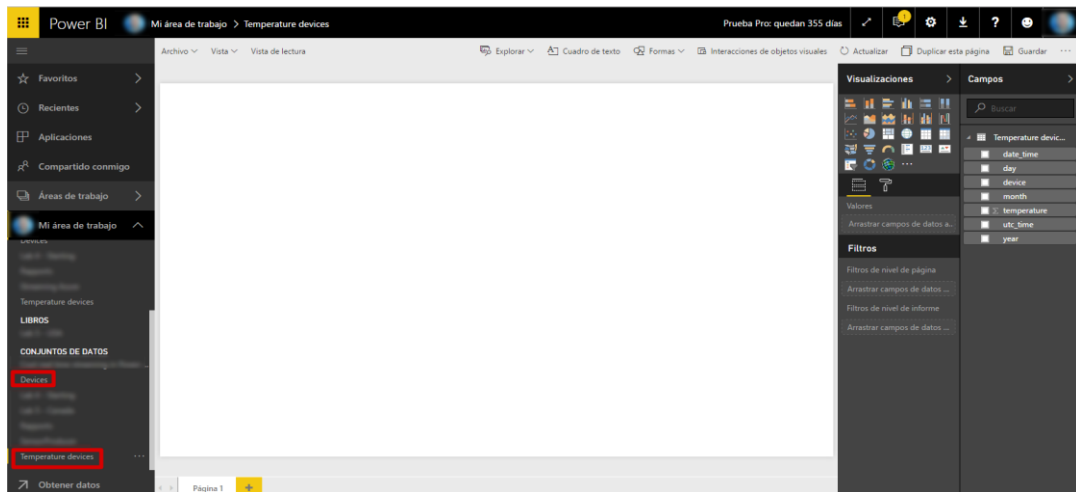 Power BI
Mi área de trabajo > Temperature devices
Prueba Pro: quedan 355 días
1
?
Archivo
Vista
Vista de lectura
Explorar
Cuadro de texto
Formas
Interacciones de objetos visuales
Actualizar
Duplicar esta página
Guardar
Favoritos
Recientes
Aplicaciones
Compartido conmigo
Áreas de trabajo
Mi área de trabajo
Devices
Temperature devices
LIBROS
CONJUNTOS DE DATOS
Devices
Temperature devices
Obtener datos
Página 1
Visualizaciones
Valores
Arrastrar campos de datos a...
Filtros
Filtros de nivel de página
Arrastrar campos de datos ...
Filtros de nivel de informe
Arrastrar campos de datos ...
Campos
Buscar
Temperature devic...
date_time
day
device
month
Σ temperature
utc_time
year